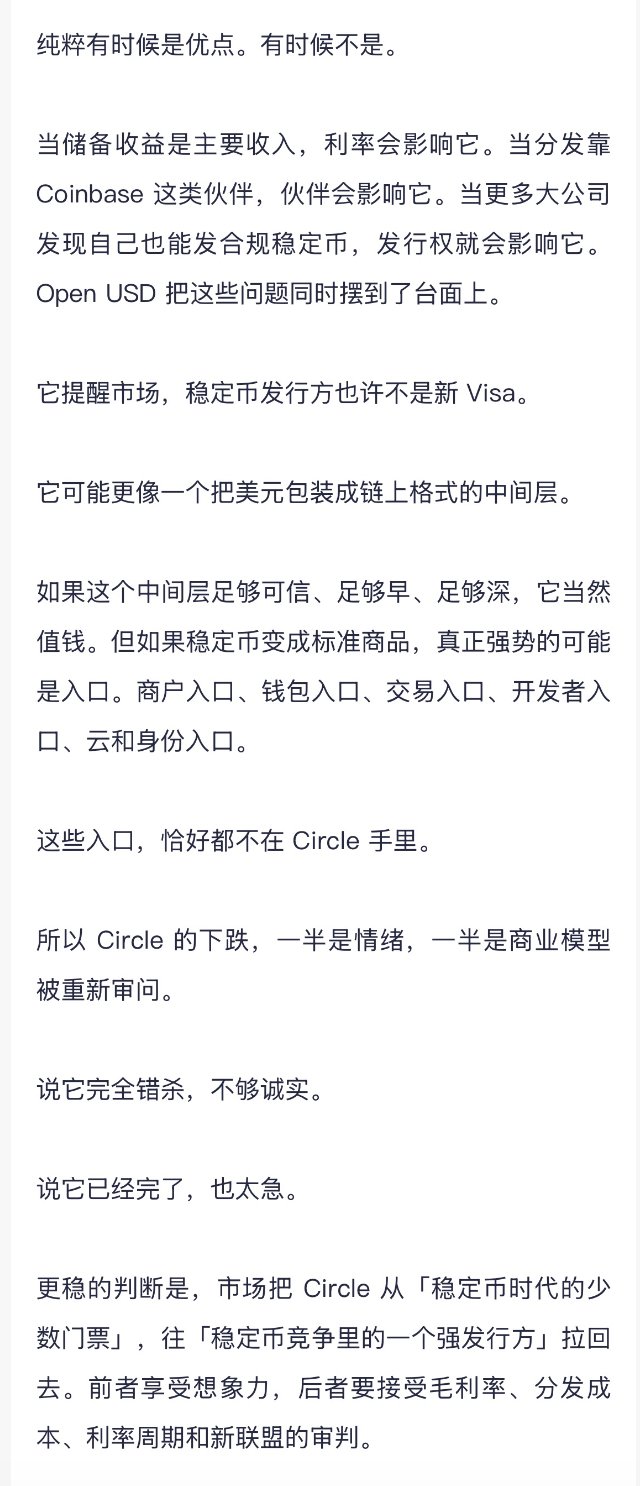 纯粹有时候是优点。有时候不是。
当储备收益是主要收入，利率会影响它。当分发靠
Coinbase 这类伙伴，伙伴会影响它。当更多大公司
发现自己也能发合规稳定币，发行权就会影响它。
Open USD 把这些问题同时摆到了台面上。
它提醒市场，稳定币发行方也许不是新 Visa。
它可能更像一个把美元包装成链上格式的中间层。
如果这个中间层足够可信、足够早、足够深，它当然
值钱。但如果稳定币变成标准商品，真正强势的可能
是入口。商户入口、钱包入口、交易入口、开发者入
口、云和身份入口。
这些入口，恰好都不在 Circle 手里。
所以 Circle 的下跌，一半是情绪，一半是商业模型
被重新审问。
说它完全错杀，不够诚实。
说它已经完了，也太急。
更稳的判断是，市场把 Circle 从「稳定币时代的少
数门票」，往「稳定币竞争里的一个强发行方」拉回
去。前者享受想象力，后者要接受毛利率、分发成
本、利率周期和新联盟的审判。